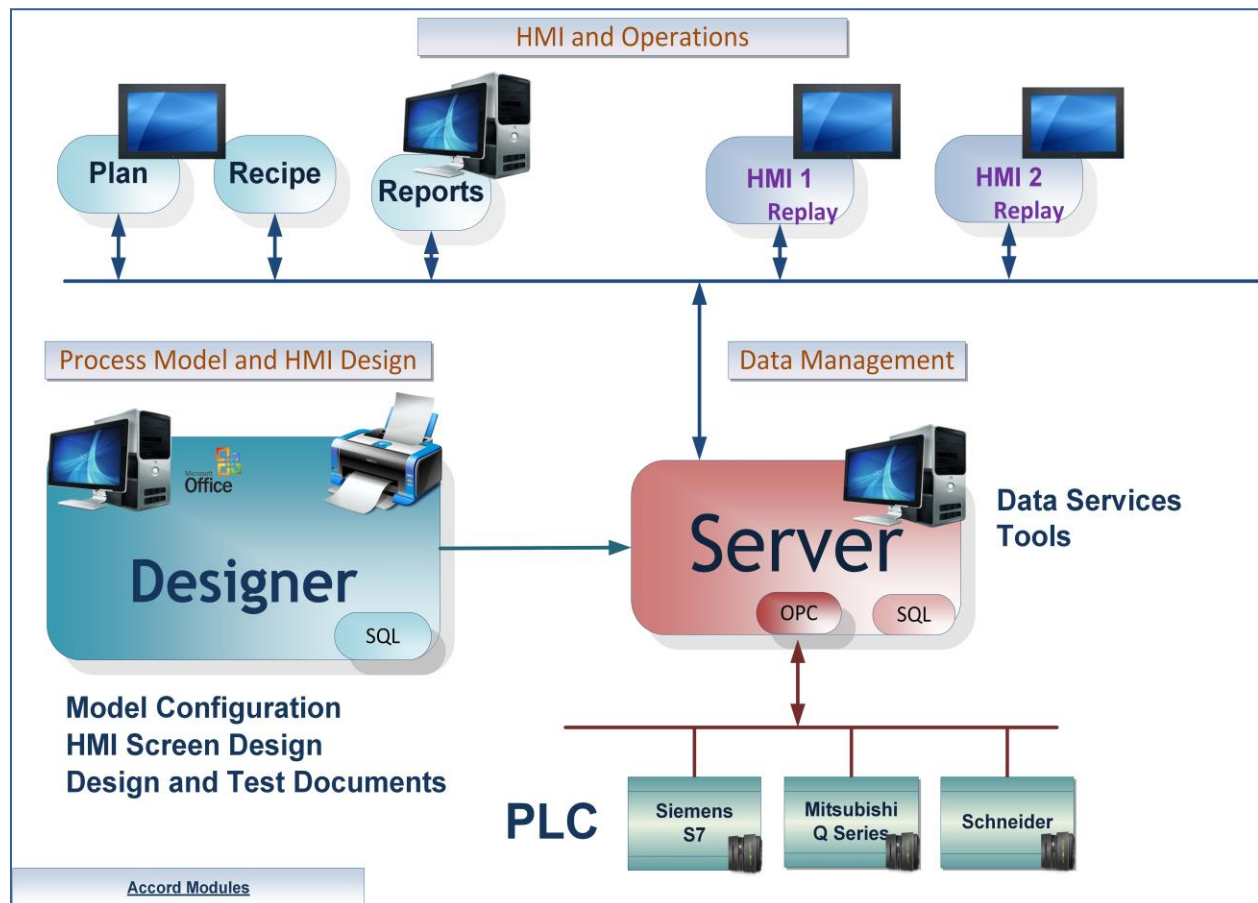 HMI and Operations
Plan
Recipe
Reports
HMI 1
Replay
HMI 2
Replay
Process Model and HMI Design
Data Management
Microsoft
Office
Designer
SQL
Server
OPC
SQL
Data Services
Tools
Model Configuration
HMI Screen Design
Design and Test Documents
PLC
Siemens
S7
Mitsubishi
Q Series
Schneider
Accord Modules